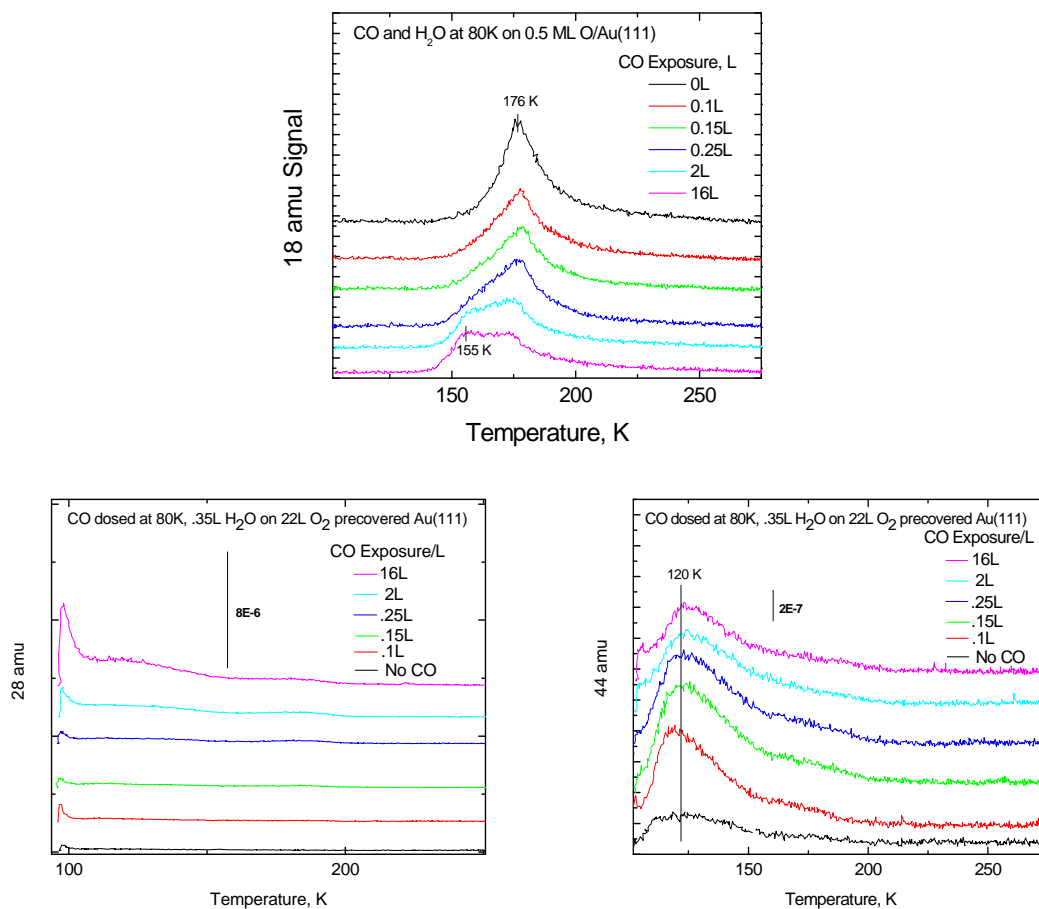 CO and H2O at 80K on 0.5 ML O/Au(111)
CO Exposure, L
0L
0.1L
0.15L
0.25L
2L
16L
176 K
155 K
18 amu Signal
150
200
250
Temperature, K
CO dosed at 80K, .35L H2O on 22L O2 precovered Au(111)
CO Exposure/L
16L
2L
.25L
.15L
.1L
No CO
8E-6
28 amu
100
200
Temperature, K
CO dosed at 80K, .35L H2O on 22L O2 precovered Au(111)
CO Exposure/L
16L
2L
.25L
.15L
.1L
No CO
120 K
2E-7
44 amu
150
200
250
Temperature, K